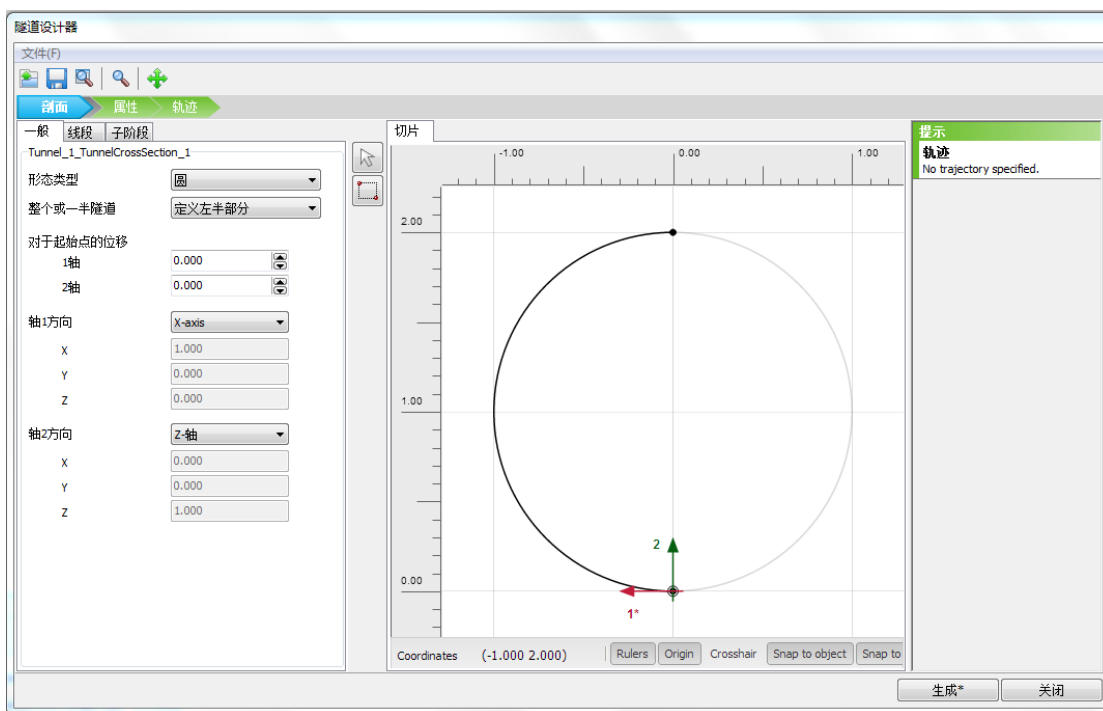 隧道设计器
文件(F)
剖面 属性 轨迹
一般 线段 子阶段
Tunnel_1_TunnelCrossSection_1
形态类型 圆
整个或一半隧道 定义左半部分
对于起始点的位移
1轴 0.000
2轴 0.000
轴1方向 X-axis
X 1.000
Y 0.000
Z 0.000
轴2方向 Z-轴
X 0.000
Y 0.000
Z 1.000
切片
-1.00 0.00 1.00
2.00
1.00
0.00
2
1*
Coordinates (-1.000 2.000) Rulers Origin Crosshair Snap to object Snap to
提示
轨迹
No trajectory specified.
生成* 关闭